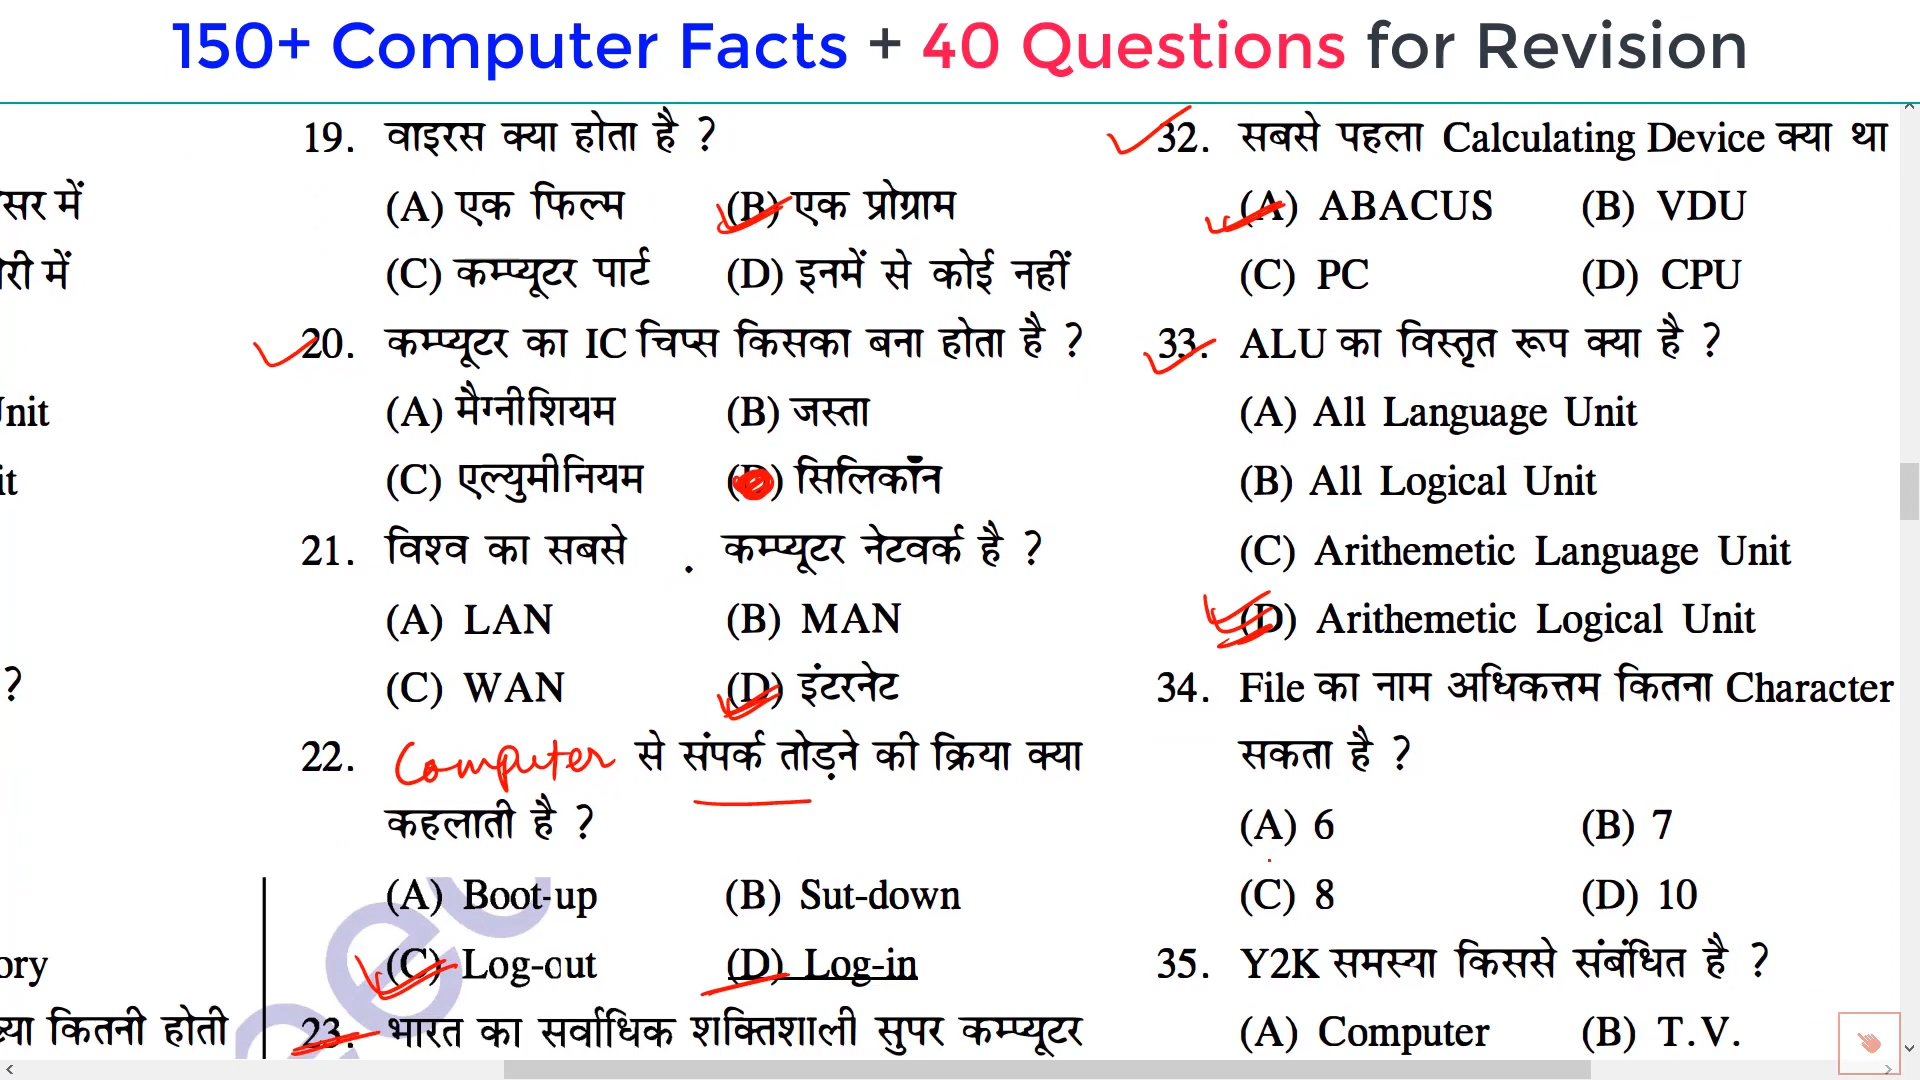 150+ Computer Facts + 40 Questions for Revision
सर में
री में
Unit
it
?
ory
ख्या कितनी होती
19. वाइरस क्या होता है ?
(A) एक फिल्म (B) एक प्रोग्राम
(C) कम्प्यूटर पार्ट (D) इनमें से कोई नहीं
20. कम्प्यूटर का IC चिप्स किसका बना होता है ?
(A) मैग्नीशियम (B) जस्ता
(C) एल्युमीनियम (D) सिलिकॉन
21. विश्व का सबसे . कम्प्यूटर नेटवर्क है ?
(A) LAN (B) MAN
(C) WAN (D) इंटरनेट
22. Computer से संपर्क तोड़ने की क्रिया क्या
कहलाती है ?
(A) Boot-up (B) Sut-down
(C) Log-out (D) Log-in
23. भारत का सर्वाधिक शक्तिशाली सुपर कम्प्यूटर
32. सबसे पहला Calculating Device क्या था
(A) ABACUS (B) VDU
(C) PC (D) CPU
33. ALU का विस्तृत रूप क्या है ?
(A) All Language Unit
(B) All Logical Unit
(C) Arithemetic Language Unit
(D) Arithemetic Logical Unit
34. File का नाम अधिकत्तम कितना Character
सकता है ?
(A) 6 (B) 7
(C) 8 (D) 10
35. Y2K समस्या किससे संबंधित है ?
(A) Computer (B) T.V.